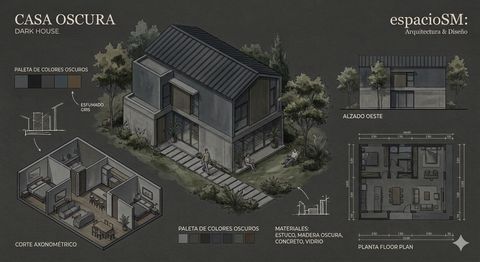 CASA OSCURA
DARK HOUSE
espacioSM:
Arquitectura & Diseño
PALETA DE COLORES OSCUROS
ESFUMADO
GRIS
ALZADO OESTE
CORTE AXONOMÉTRICO
PALETA DE COLORES OSCUROS
MATERIALES:
ESTUCO, MADERA OSCURA,
CONCRETO, VIDRIO
PLANTA FLOOR PLAN